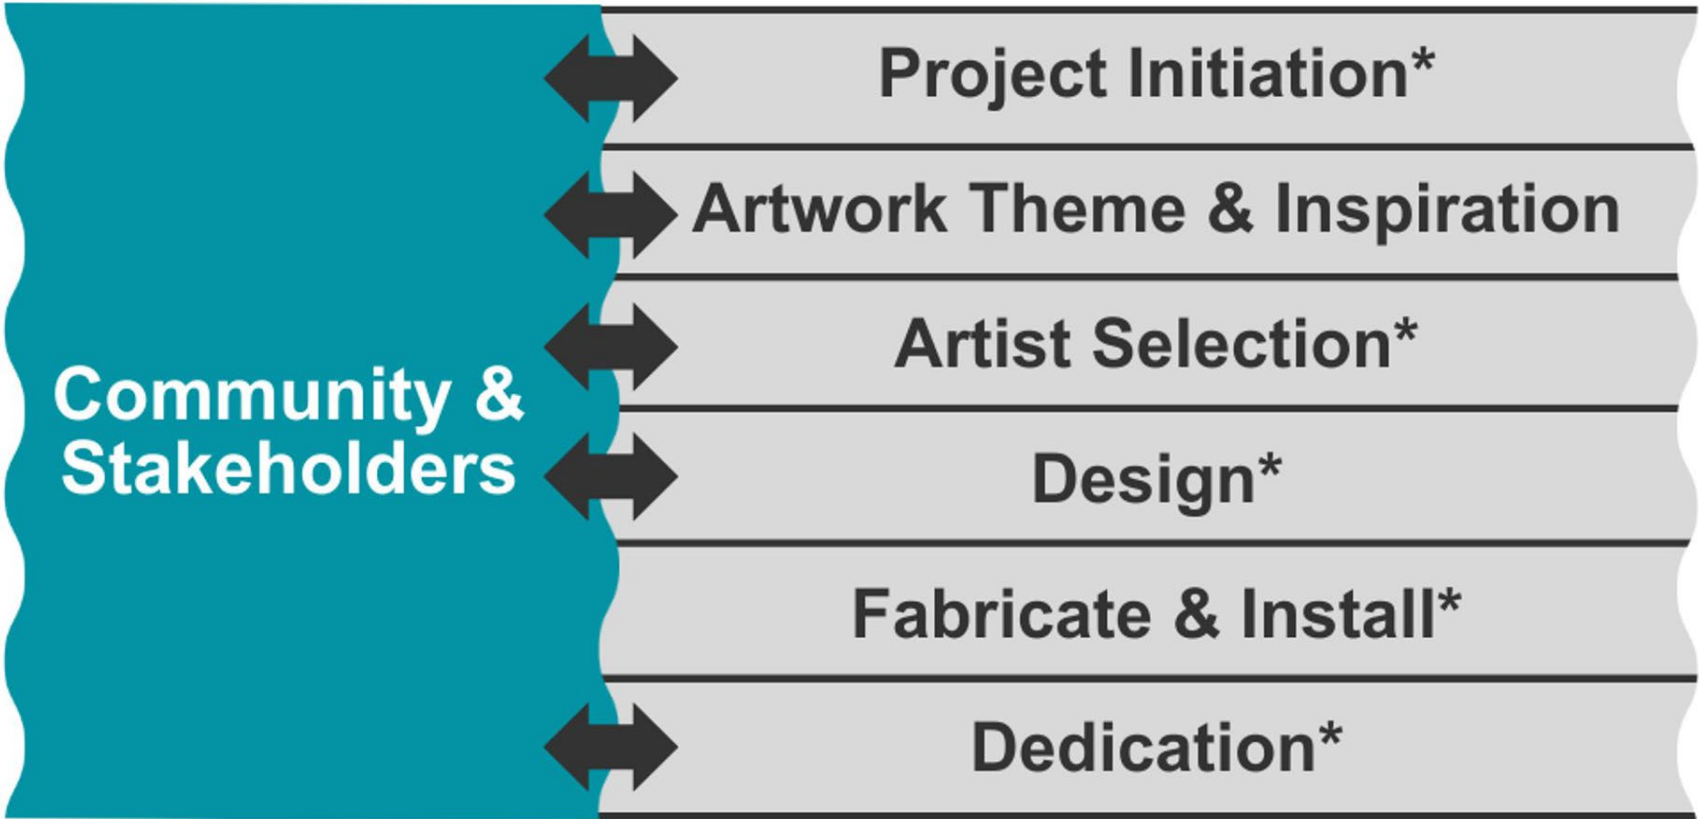 Community &
Stakeholders
Project Initiation*
Artwork Theme & Inspiration
Artist Selection*
Design*
Fabricate & Install*
Dedication*